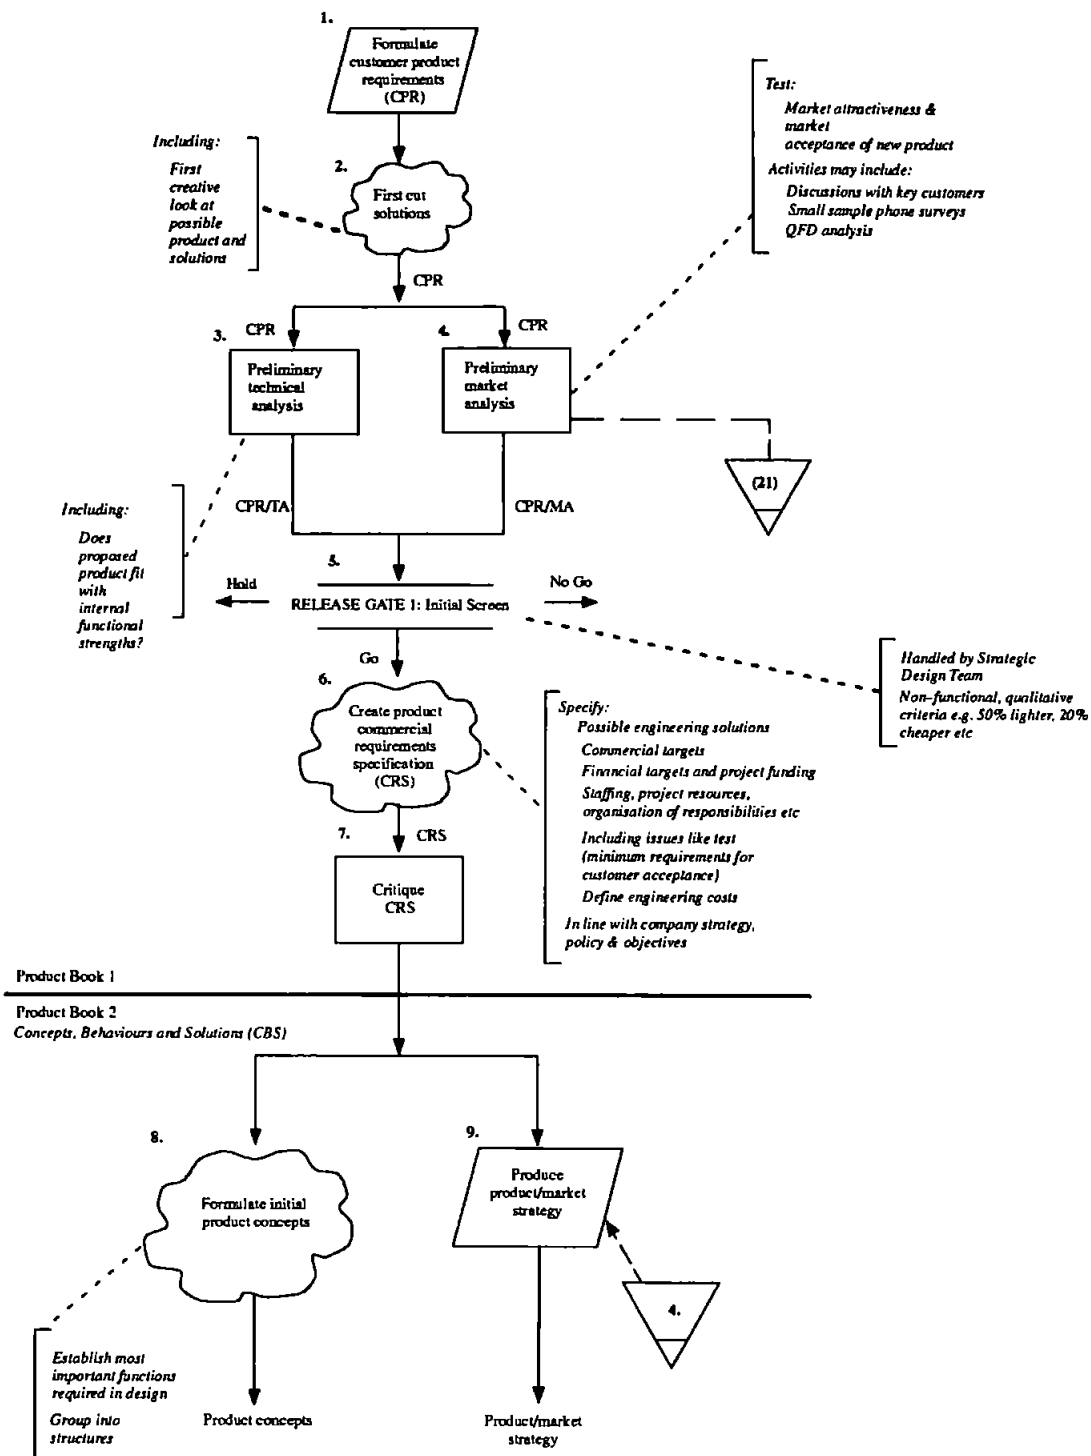 1.
Formulate
customer product
requirements
(CPR)
Including:
First
creative
look at
possible
product and
solutions
2.
First cut
solutions
Test:
Market attractiveness &
market
acceptance of new product
Activities may include:
Discussions with key customers
Small sample phone surveys
QFD analysis
CPR
3.
CPR
4.
CPR
Preliminary
technical
analysis
Preliminary
market
analysis
(21)
CPR/TA
CPR/MA
Including:
Does
proposed
product fit
with
internal
functional
strengths?
5.
Hold
No Go
RELEASE GATE 1: Initial Screen
Go
Handled by Strategic
Design Team
Non-functional, qualitative
criteria e.g. 50% lighter, 20%
cheaper etc
6.
Create product
commercial
requirements
specification
(CRS)
Specify:
Possible engineering solutions
Commercial targets
Financial targets and project funding
Staffing, project resources,
organisation of responsibilities etc
Including issues like test
(minimum requirements for
customer acceptance)
Define engineering costs
In line with company strategy,
policy & objectives
7.
CRS
Critique
CRS
Product Book 1
Product Book 2
Concepts, Behaviours and Solutions (CBS)
8.
Formulate initial
product concepts
9.
Produce
product/market
strategy
4.
Establish most
important functions
required in design
Group into
structures
Product concepts
Product/market
strategy